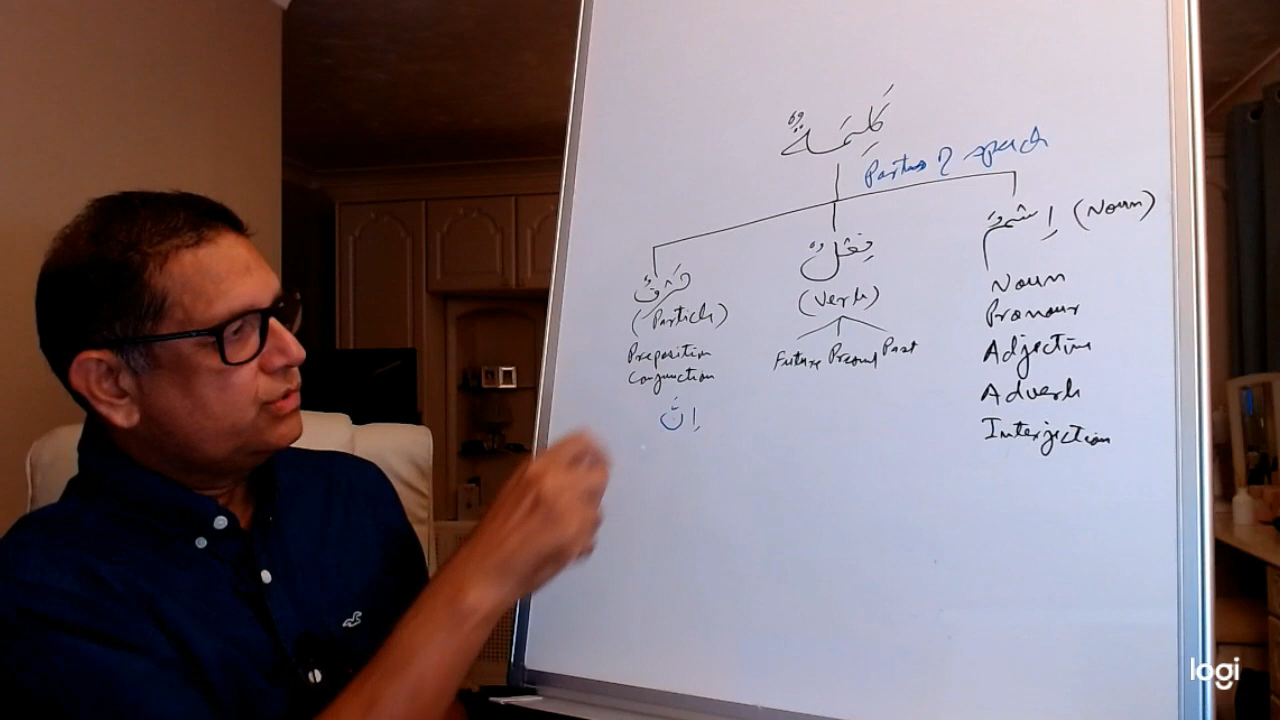 كَلِمَةٌ
Parts of speech
اِسْمٌ (Noun)
Noun
Pronoun
Adjective
Adverb
Interjection
فِعْلٌ
(Verb)
Future Present Past
حَرْفٌ
(Particle)
Preposition
Conjunction
اِنَّ
logi